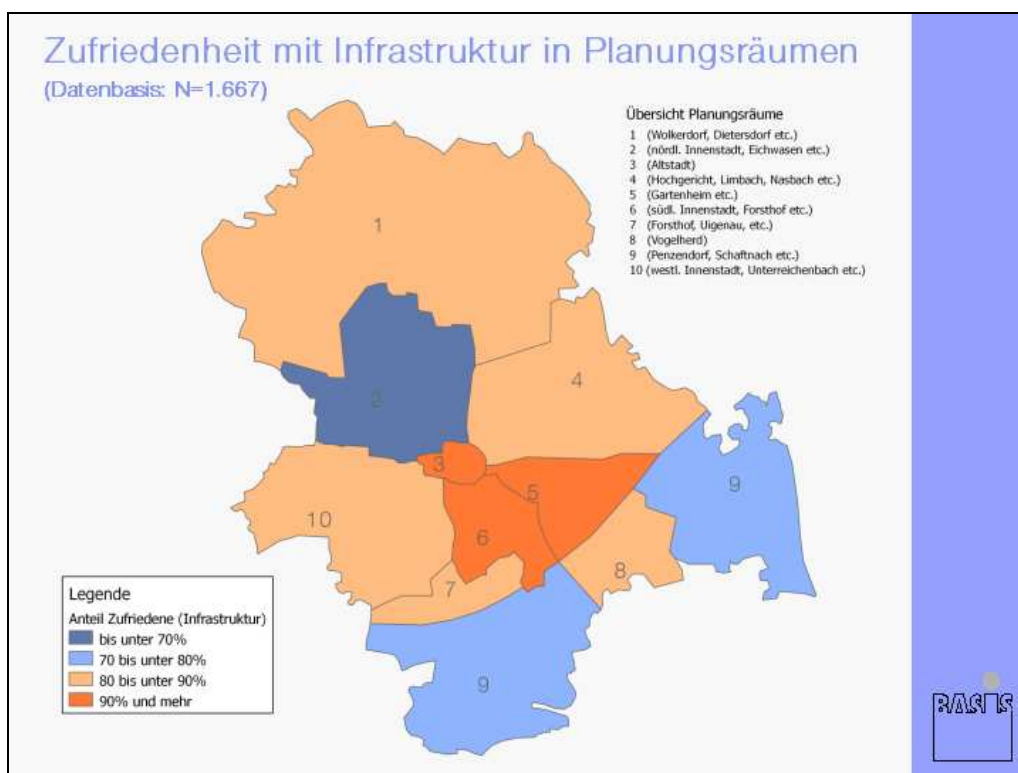 Zufriedenheit mit Infrastruktur in Planungsräumen
(Datenbasis: N=1.667)
Übersicht Planungsräume
1 (Wolkerdorf, Dietersdorf etc.)
2 (nördl. Innenstadt, Eichwasen etc.)
3 (Altstadt)
4 (Hochgericht, Limbach, Nasbach etc.)
5 (Gartenheim etc.)
6 (südl. Innenstadt, Forsthof etc.)
7 (Forsthof, Uigenau, etc.)
8 (Vogelherd)
9 (Penzendorf, Schaftnach etc.)
10 (westl. Innenstadt, Unterreichenbach etc.)
1
2
4
3
5
9
10
6
7
8
9
Legende
Anteil Zufriedene (Infrastruktur)
bis unter 70%
70 bis unter 80%
80 bis unter 90%
90% und mehr
BASIS